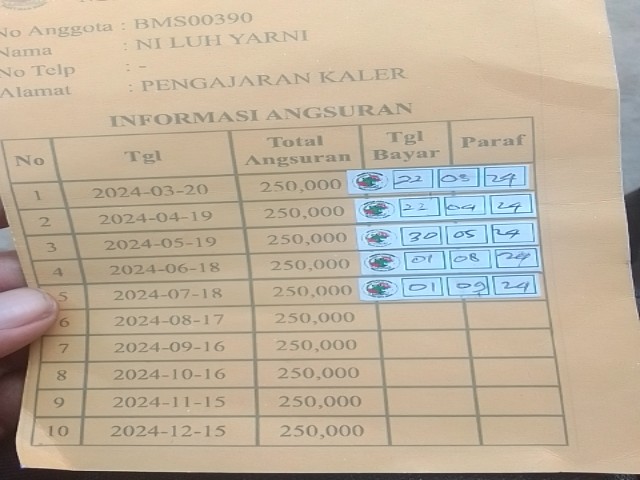 No Anggota : BMS00390
Nama : NI LUH YARNI
No Telp : -
Alamat : PENGAJARAN KALER
INFORMASI ANGSURAN
No Tgl Total Angsuran Tgl Bayar Paraf
1 2024-03-20 250,000 22 03 24
2 2024-04-19 250,000 22 04 24
3 2024-05-19 250,000 30 05 24
4 2024-06-18 250,000 01 08 24
5 2024-07-18 250,000 01 09 24
6 2024-08-17 250,000
7 2024-09-16 250,000
8 2024-10-16 250,000
9 2024-11-15 250,000
10 2024-12-15 250,000